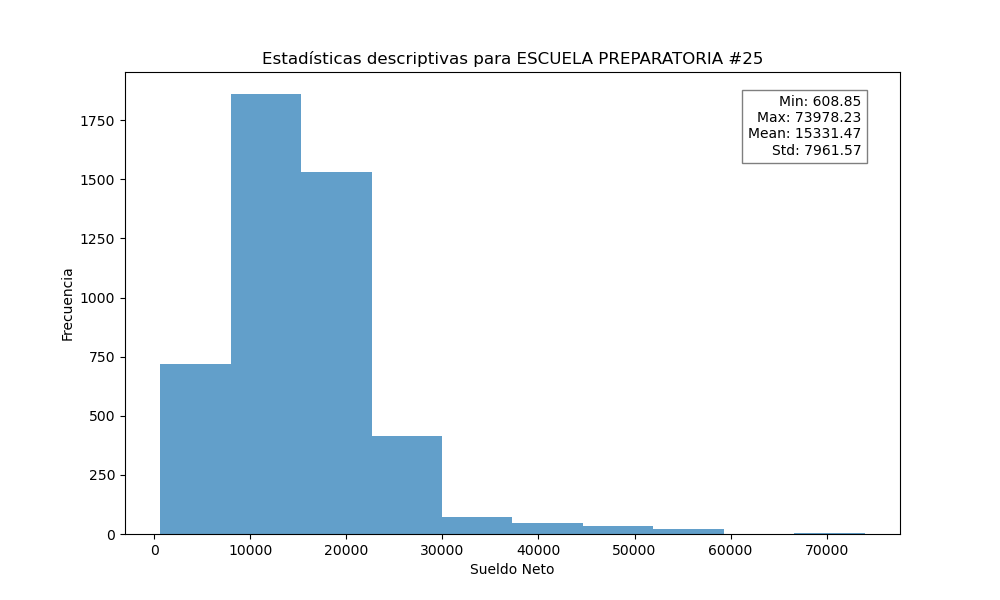 Estadísticas descriptivas para ESCUELA PREPARATORIA #25
Min: 608.85
Max: 73978.23
Mean: 15331.47
Std: 7961.57
1750
1500
1250
1000
750
500
250
0
Frecuencia
0 10000 20000 30000 40000 50000 60000 70000
Sueldo Neto